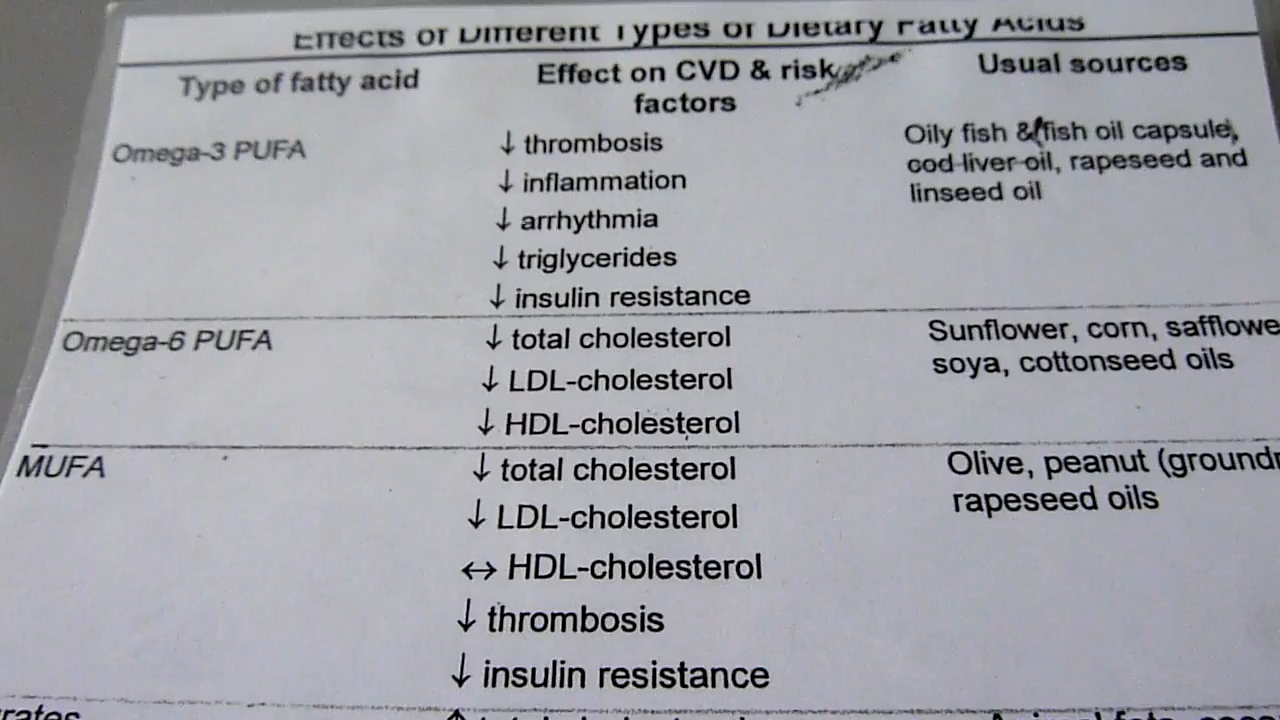 Effects of Different Types of Dietary Fatty Acids
Type of fatty acid
Effect on CVD & risk
factors
Usual sources
Omega-3 PUFA
↓ thrombosis
↓ inflammation
↓ arrhythmia
↓ triglycerides
↓ insulin resistance
Oily fish & fish oil capsule,
cod liver oil, rapeseed and
linseed oil
Omega-6 PUFA
↓ total cholesterol
↓ LDL-cholesterol
↓ HDL-cholesterol
Sunflower, corn,
soya, cottonseed oils
MUFA
↓ total cholesterol
↓ LDL-cholesterol
↔ HDL-cholesterol
↓ thrombosis
↓ insulin resistance
Olive, peanut
rapeseed oils